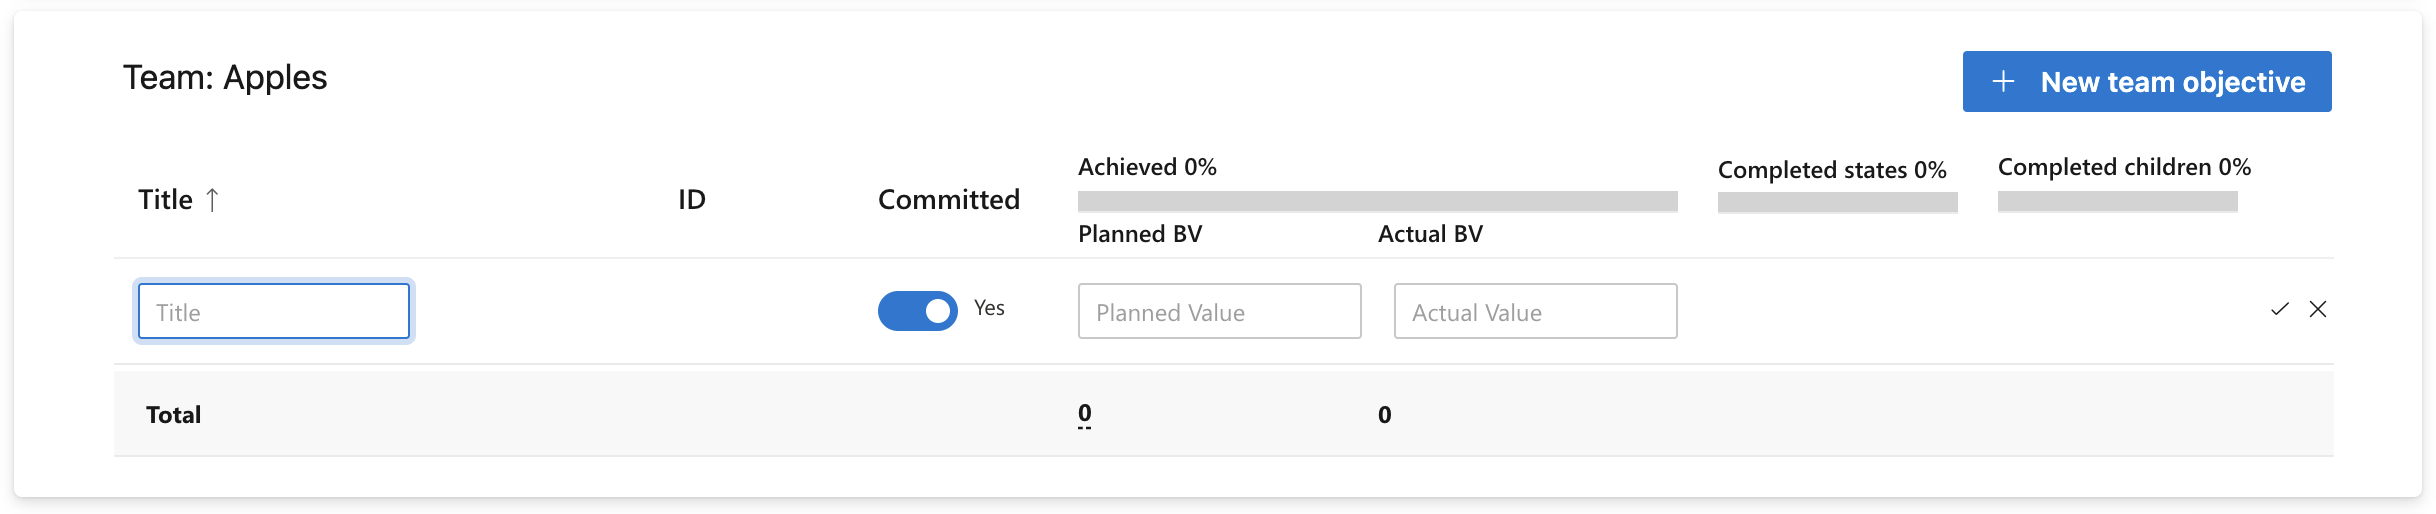 Team: Apples
+ New team objective
Title ↑ ID Committed Achieved 0% Completed states 0% Completed children 0%
Planned BV Actual BV
Title Yes Planned Value Actual Value
Total 0 0